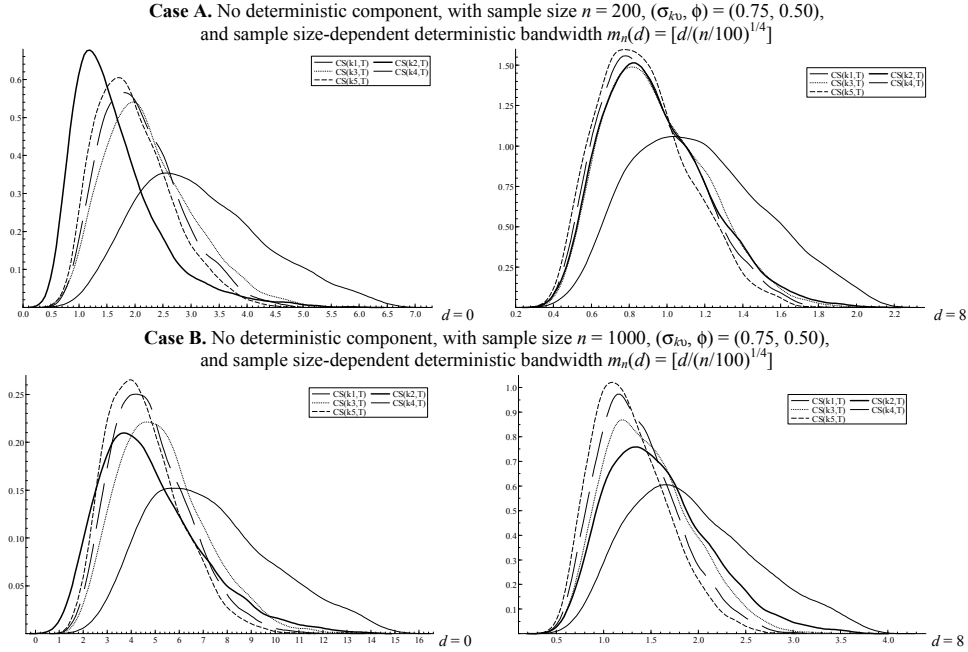 Case A. No deterministic component, with sample size n = 200, (σkυ, ϕ) = (0.75, 0.50),
and sample size-dependent deterministic bandwidth mn(d) = [d/(n/100)^1/4]
CS(k1,T) CS(k2,T)
CS(k3,T) CS(k4,T)
CS(k5,T)
0.6
0.5
0.4
0.3
0.2
0.1
0.0 0.5 1.0 1.5 2.0 2.5 3.0 3.5 4.0 4.5 5.0 5.5 6.0 6.5 7.0
d = 0
CS(k1,T) CS(k2,T)
CS(k3,T) CS(k4,T)
CS(k5,T)
1.50
1.25
1.00
0.75
0.50
0.25
0.2 0.4 0.6 0.8 1.0 1.2 1.4 1.6 1.8 2.0 2.2
d = 8
Case B. No deterministic component, with sample size n = 1000, (σkυ, ϕ) = (0.75, 0.50),
and sample size-dependent deterministic bandwidth mn(d) = [d/(n/100)^1/4]
CS(k1,T) CS(k2,T)
CS(k3,T) CS(k4,T)
CS(k5,T)
0.25
0.20
0.15
0.10
0.05
0 1 2 3 4 5 6 7 8 9 10 11 12 13 14 15 16
d = 0
CS(k1,T) CS(k2,T)
CS(k3,T) CS(k4,T)
CS(k5,T)
1.0
0.9
0.8
0.7
0.6
0.5
0.4
0.3
0.2
0.1
0.5 1.0 1.5 2.0 2.5 3.0 3.5 4.0
d = 8